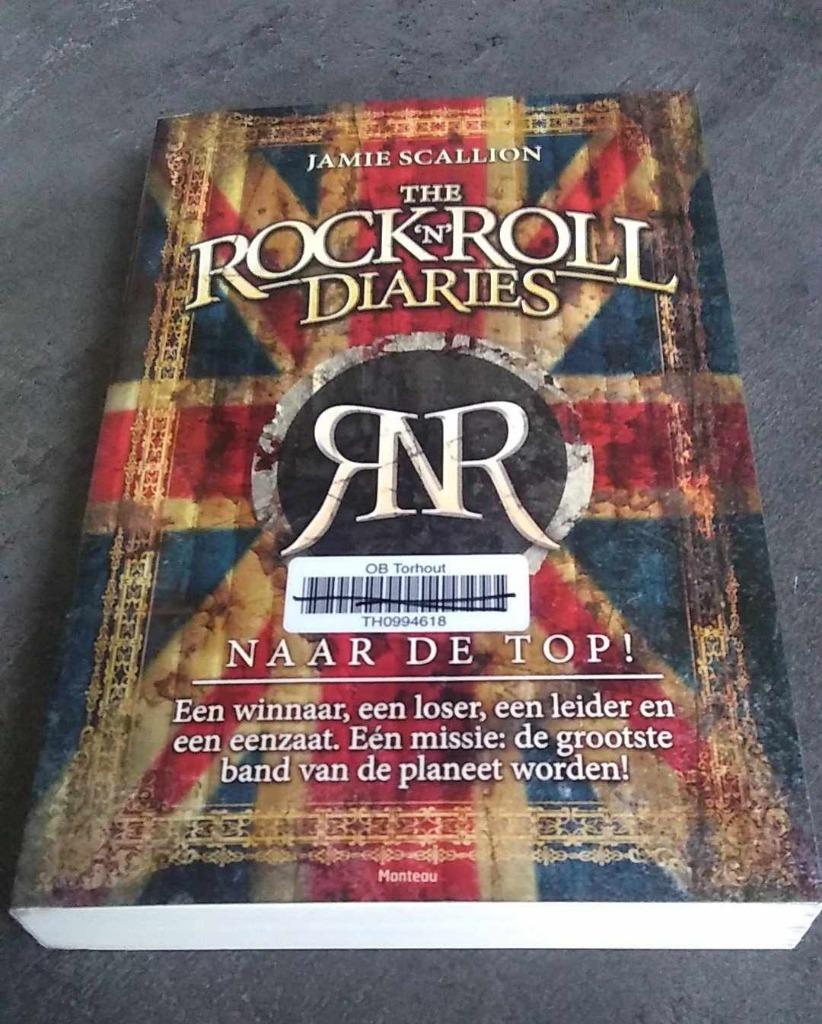 JAMIE SCALLION
THE
ROCK 'N' ROLL
DIARIES
RNR
OB Torhout
TH0994618
NAAR DE TOP!
Een winnaar, een loser, een leider en
een eenzaat. Eén missie: de grootste
band van de planeet worden!
Manteau